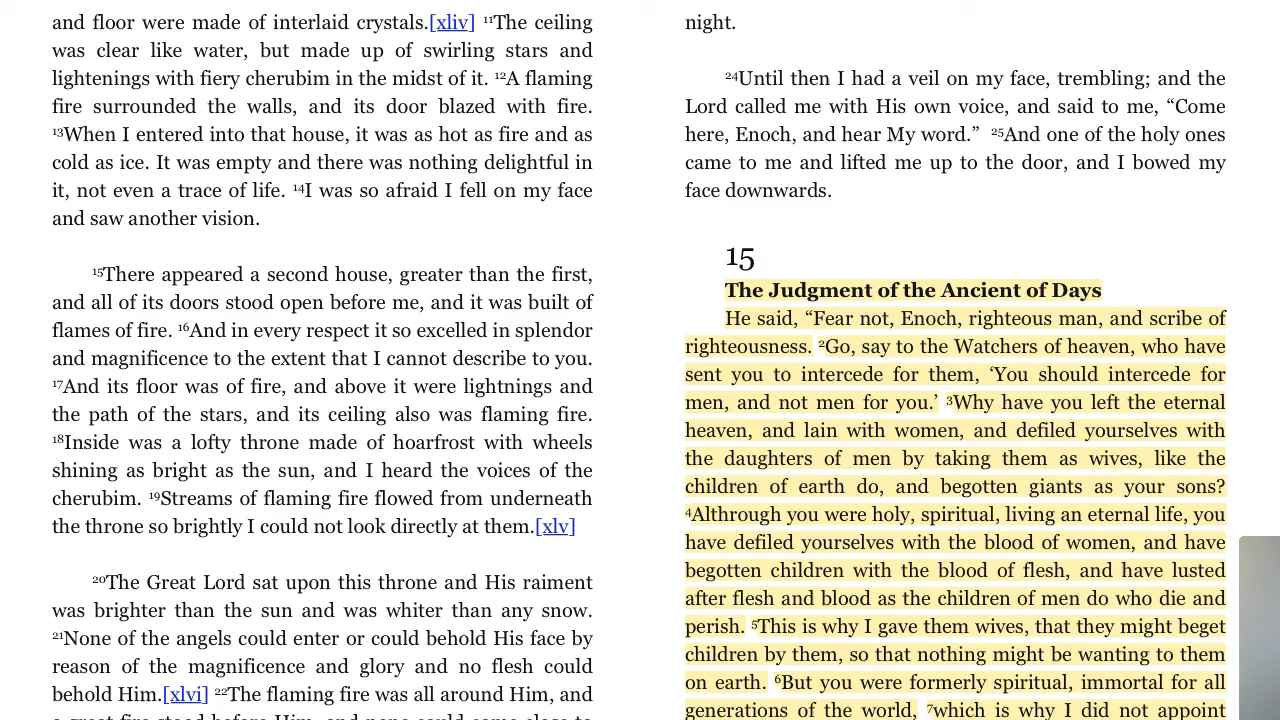 and floor were made of interlaid crystals.[xliv] ¹¹The ceiling
was clear like water, but made up of swirling stars and
lightenings with fiery cherubim in the midst of it. ¹²A flaming
fire surrounded the walls, and its door blazed with fire.
¹³When I entered into that house, it was as hot as fire and as
cold as ice. It was empty and there was nothing delightful in
it, not even a trace of life. ¹⁴I was so afraid I fell on my face
and saw another vision.
¹⁵There appeared a second house, greater than the first,
and all of its doors stood open before me, and it was built of
flames of fire. ¹⁶And in every respect it so excelled in splendor
and magnificence to the extent that I cannot describe to you.
¹⁷And its floor was of fire, and above it were lightnings and
the path of the stars, and its ceiling also was flaming fire.
¹⁸Inside was a lofty throne made of hoarfrost with wheels
shining as bright as the sun, and I heard the voices of the
cherubim. ¹⁹Streams of flaming fire flowed from underneath
the throne so brightly I could not look directly at them.[xlv]
²⁰The Great Lord sat upon this throne and His raiment
was brighter than the sun and was whiter than any snow.
²¹None of the angels could enter or could behold His face by
reason of the magnificence and glory and no flesh could
behold Him.[xlvi] ²²The flaming fire was all around Him, and
a great fire stood before Him, and none could come close to
night.
²⁴Until then I had a veil on my face, trembling; and the
Lord called me with His own voice, and said to me, “Come
here, Enoch, and hear My word.” ²⁵And one of the holy ones
came to me and lifted me up to the door, and I bowed my
face downwards.
15
The Judgment of the Ancient of Days
He said, “Fear not, Enoch, righteous man, and scribe of
righteousness. ²Go, say to the Watchers of heaven, who have
sent you to intercede for them, ‘You should intercede for
men, and not men for you.’ ³Why have you left the eternal
heaven, and lain with women, and defiled yourselves with
the daughters of men by taking them as wives, like the
children of earth do, and begotten giants as your sons?
⁴Althrough you were holy, spiritual, living an eternal life, you
have defiled yourselves with the blood of women, and have
begotten children with the blood of flesh, and have lusted
after flesh and blood as the children of men do who die and
perish. ⁵This is why I gave them wives, that they might beget
children by them, so that nothing might be wanting to them
on earth. ⁶But you were formerly spiritual, immortal for all
generations of the world, ⁷which is why I did not appoint